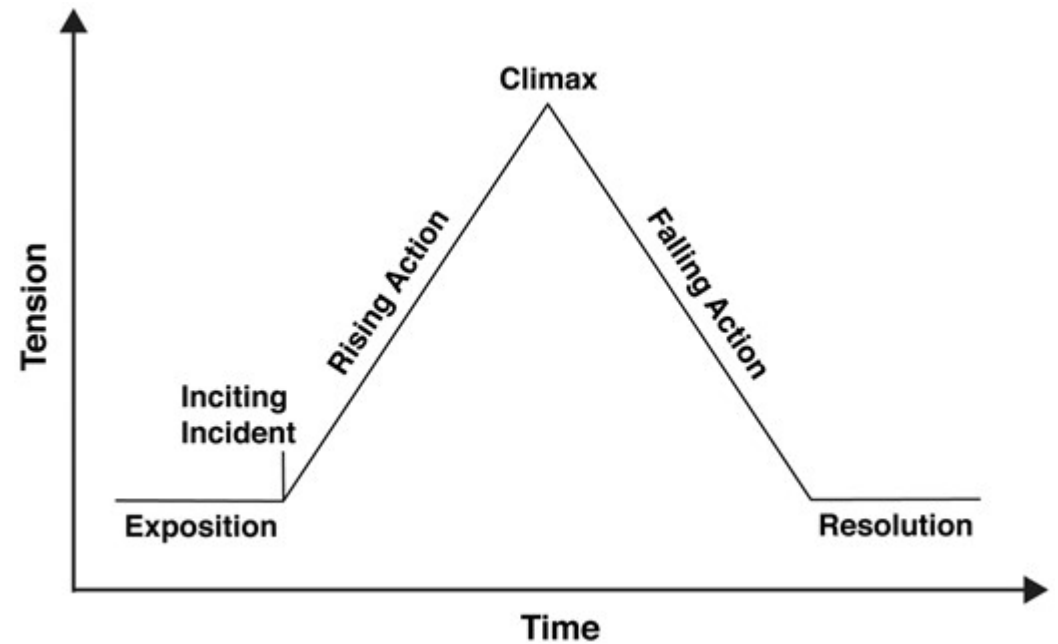 Climax
Rising Action
Falling Action
Tension
Inciting
Incident
Exposition
Resolution
Time